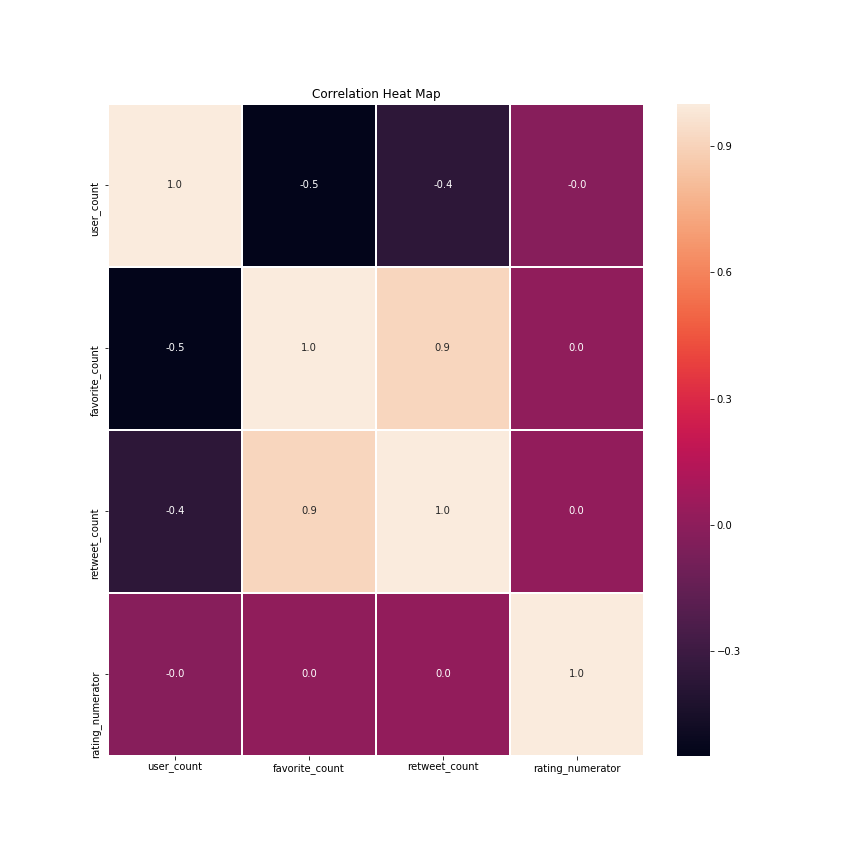 Correlation Heat Map
user_count
1.0
-0.5
-0.4
-0.0
favorite_count
-0.5
1.0
0.9
0.0
retweet_count
-0.4
0.9
1.0
0.0
rating_numerator
-0.0
0.0
0.0
1.0
user_count
favorite_count
retweet_count
rating_numerator
0.9
0.6
0.3
0.0
−0.3